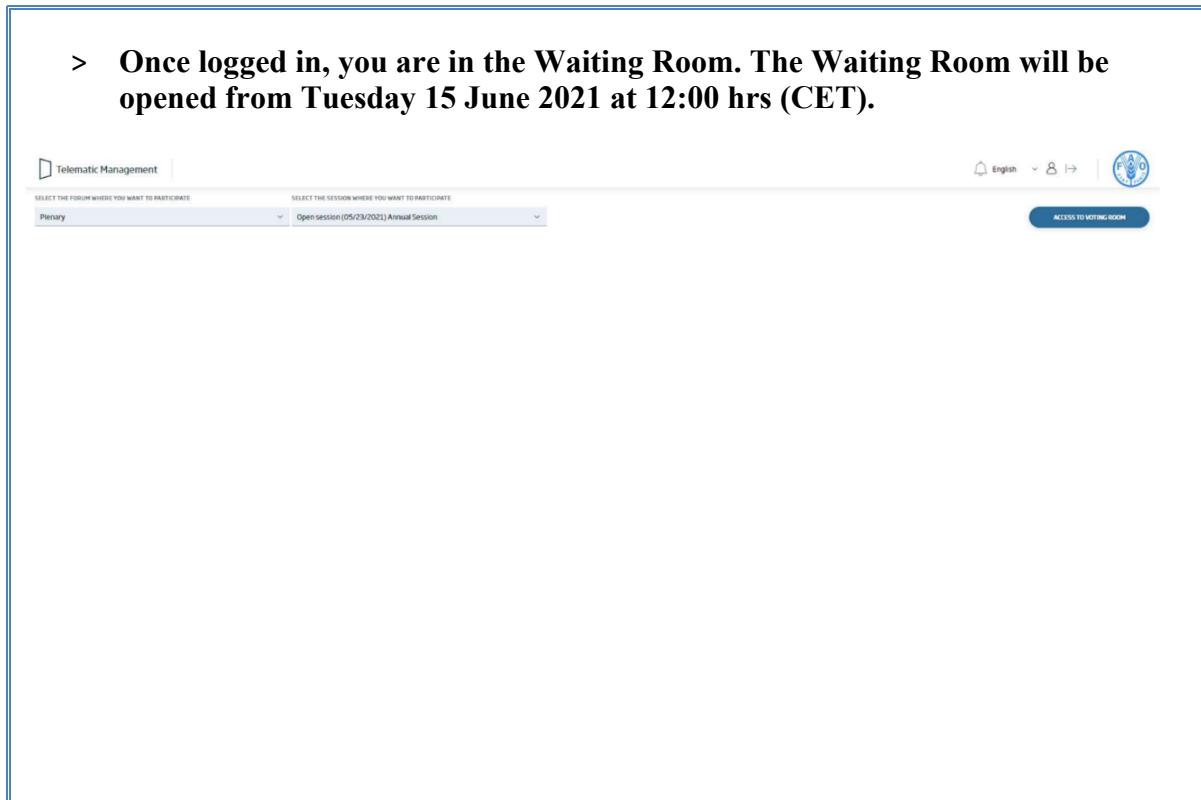 > Once logged in, you are in the Waiting Room. The Waiting Room will be
opened from Tuesday 15 June 2021 at 12:00 hrs (CET).
Telematic Management
English
FAO
SELECT THE FORUM WHERE YOU WANT TO PARTICIPATE
SELECT THE SESSION WHERE YOU WANT TO PARTICIPATE
Plenary
Open session (05/23/2021) Annual Session
ACCESS TO VOTING ROOM